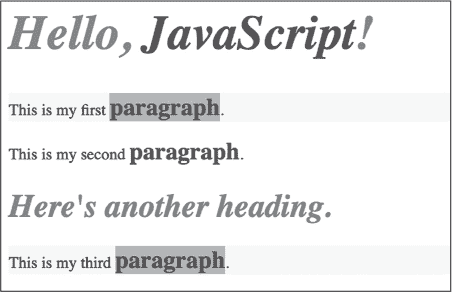 Hello, JavaScript!
This is my first paragraph.
This is my second paragraph.
Here's another heading.
This is my third paragraph.